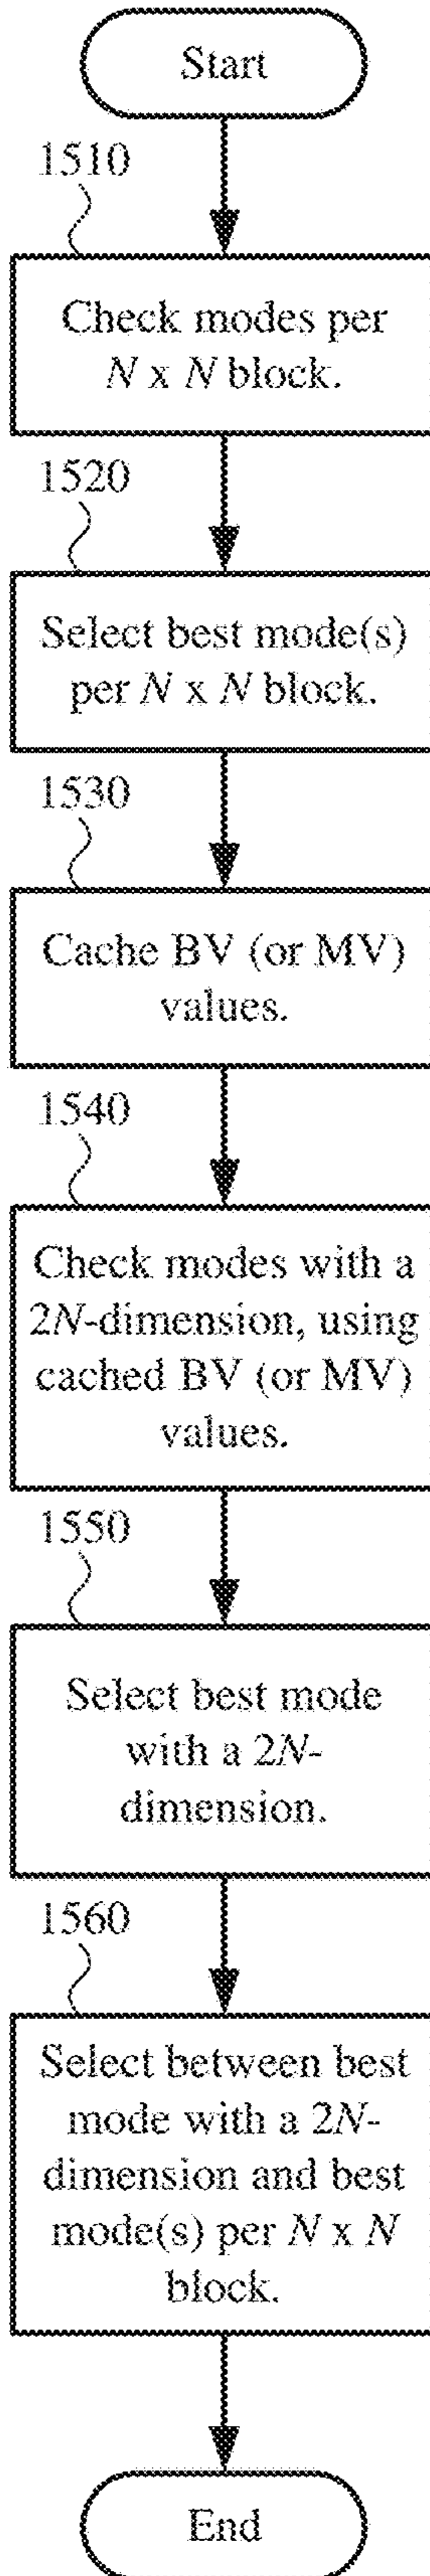 Start
1510
Check modes per
N x N block.
1520
Select best mode(s)
per N x N block.
1530
Cache BV (or MV)
values.
1540
Check modes with a
2N-dimension, using
cached BV (or MV)
values.
1550
Select best mode
with a 2N-
dimension.
1560
Select between best
mode with a 2N-
dimension and best
mode(s) per N x N
block.
End